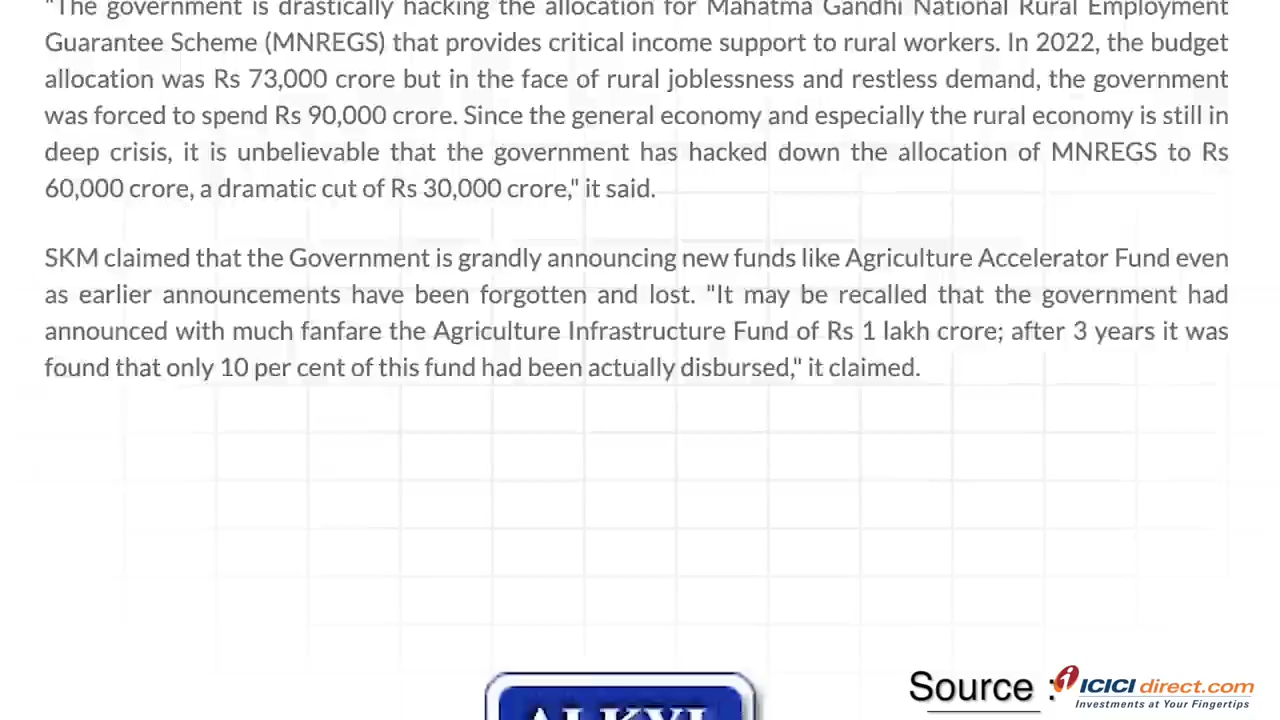 "The government is drastically hacking the allocation for Mahatma Gandhi National Rural Employment
Guarantee Scheme (MNREGS) that provides critical income support to rural workers. In 2022, the budget
allocation was Rs 73,000 crore but in the face of rural joblessness and restless demand, the government
was forced to spend Rs 90,000 crore. Since the general economy and especially the rural economy is still in
deep crisis, it is unbelievable that the government has hacked down the allocation of MNREGS to Rs
60,000 crore, a dramatic cut of Rs 30,000 crore," it said.
SKM claimed that the Government is grandly announcing new funds like Agriculture Accelerator Fund even
as earlier announcements have been forgotten and lost. "It may be recalled that the government had
announced with much fanfare the Agriculture Infrastructure Fund of Rs 1 lakh crore; after 3 years it was
found that only 10 per cent of this fund had been actually disbursed," it claimed.
ALKYL
Source :
ICICI direct.com
Investments at Your Fingertips